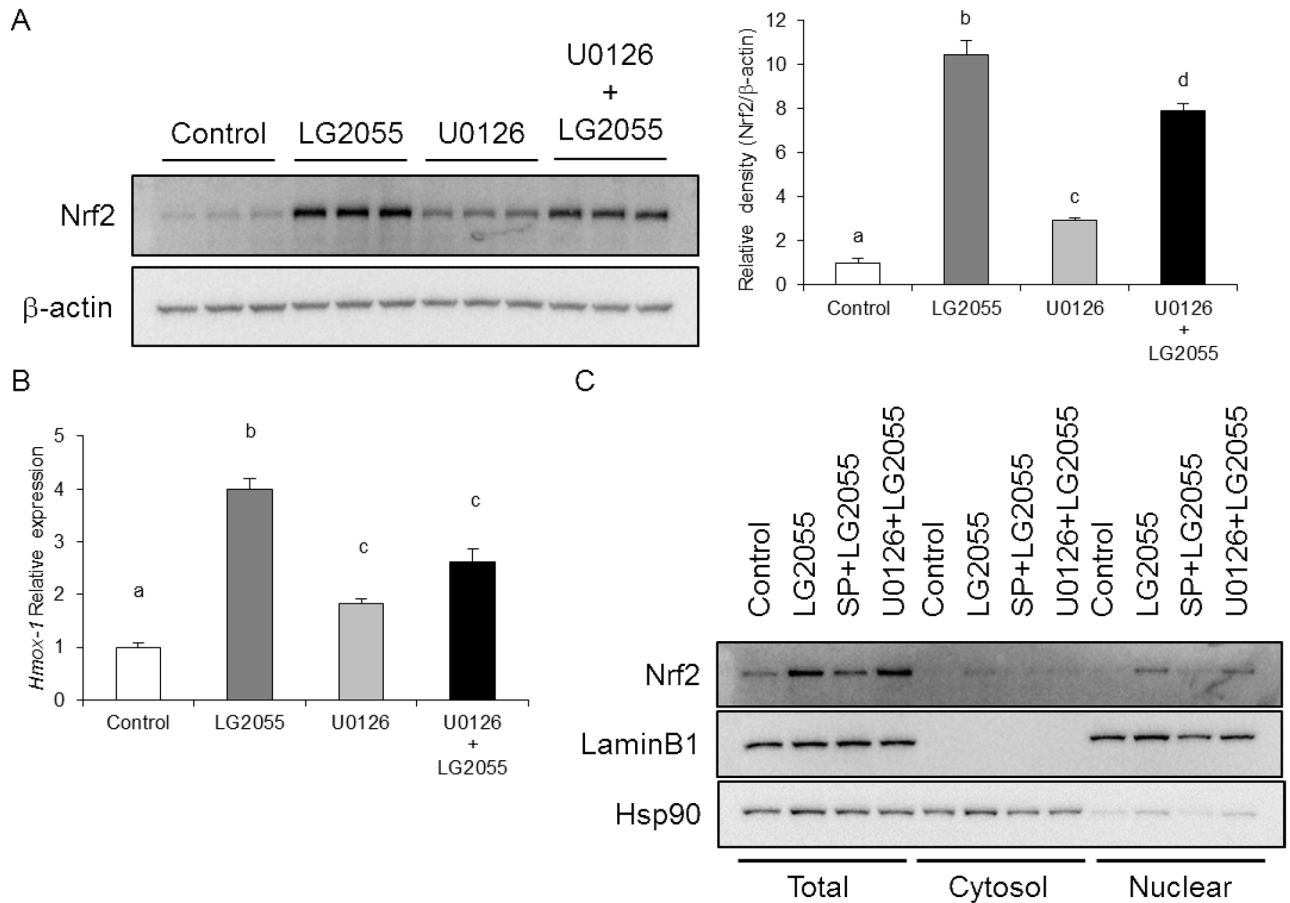 A
Control
LG2055
U0126
U0126
+
LG2055
Nrf2
β-actin
Relative density (Nrf2/β-actin)
14
12
10
8
6
4
2
0
a
b
c
d
Control
LG2055
U0126
U0126
+
LG2055
B
Hmox-1 Relative expression
5
4
3
2
1
0
a
b
c
c
Control
LG2055
U0126
U0126
+
LG2055
C
Control
LG2055
SP+LG2055
U0126+LG2055
Control
LG2055
SP+LG2055
U0126+LG2055
Control
LG2055
SP+LG2055
U0126+LG2055
Nrf2
LaminB1
Hsp90
Total
Cytosol
Nuclear